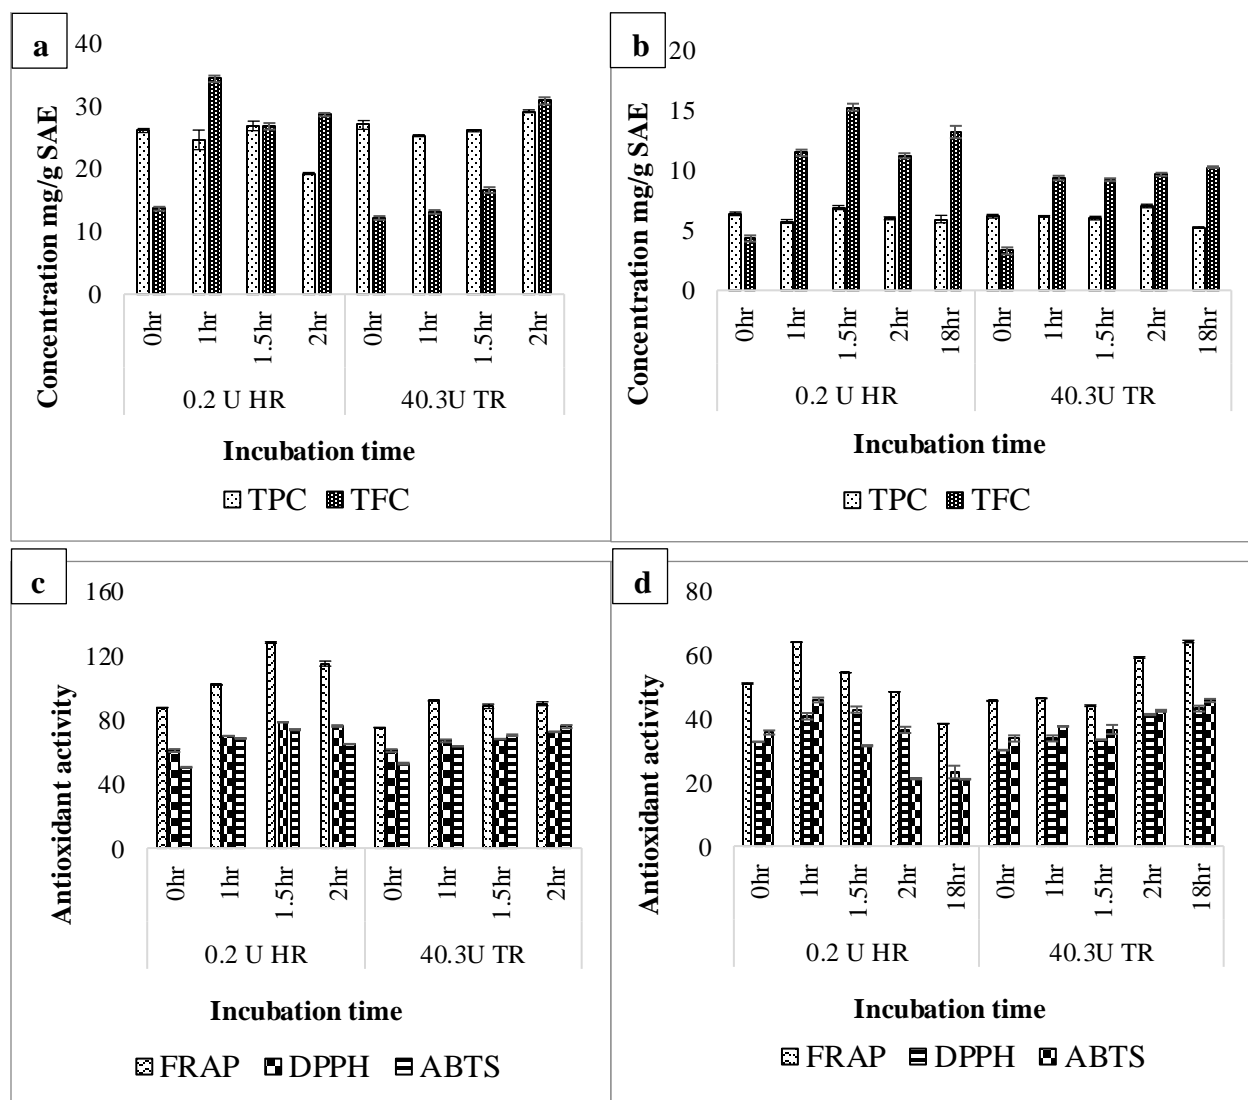 a
Concentration mg/g SAE
40
30
20
10
0
0hr
1hr
1.5hr
2hr
0hr
1hr
1.5hr
2hr
0.2 U HR
40.3U TR
Incubation time
TPC
TFC
b
Concentration mg/g SAE
20
15
10
5
0
0hr
1hr
1.5hr
2hr
18hr
0hr
1hr
1.5hr
2hr
18hr
0.2 U HR
40.3U TR
Incubation time
TPC
TFC
c
Antioxidant activity
160
120
80
40
0
0hr
1hr
1.5hr
2hr
0hr
1hr
1.5hr
2hr
0.2 U HR
40.3U TR
Incubation time
FRAP
DPPH
ABTS
d
Antioxidant activity
80
60
40
20
0
0hr
1hr
1.5hr
2hr
18hr
0hr
1hr
1.5hr
2hr
18hr
0.2 U HR
40.3U TR
Incubation time
FRAP
DPPH
ABTS